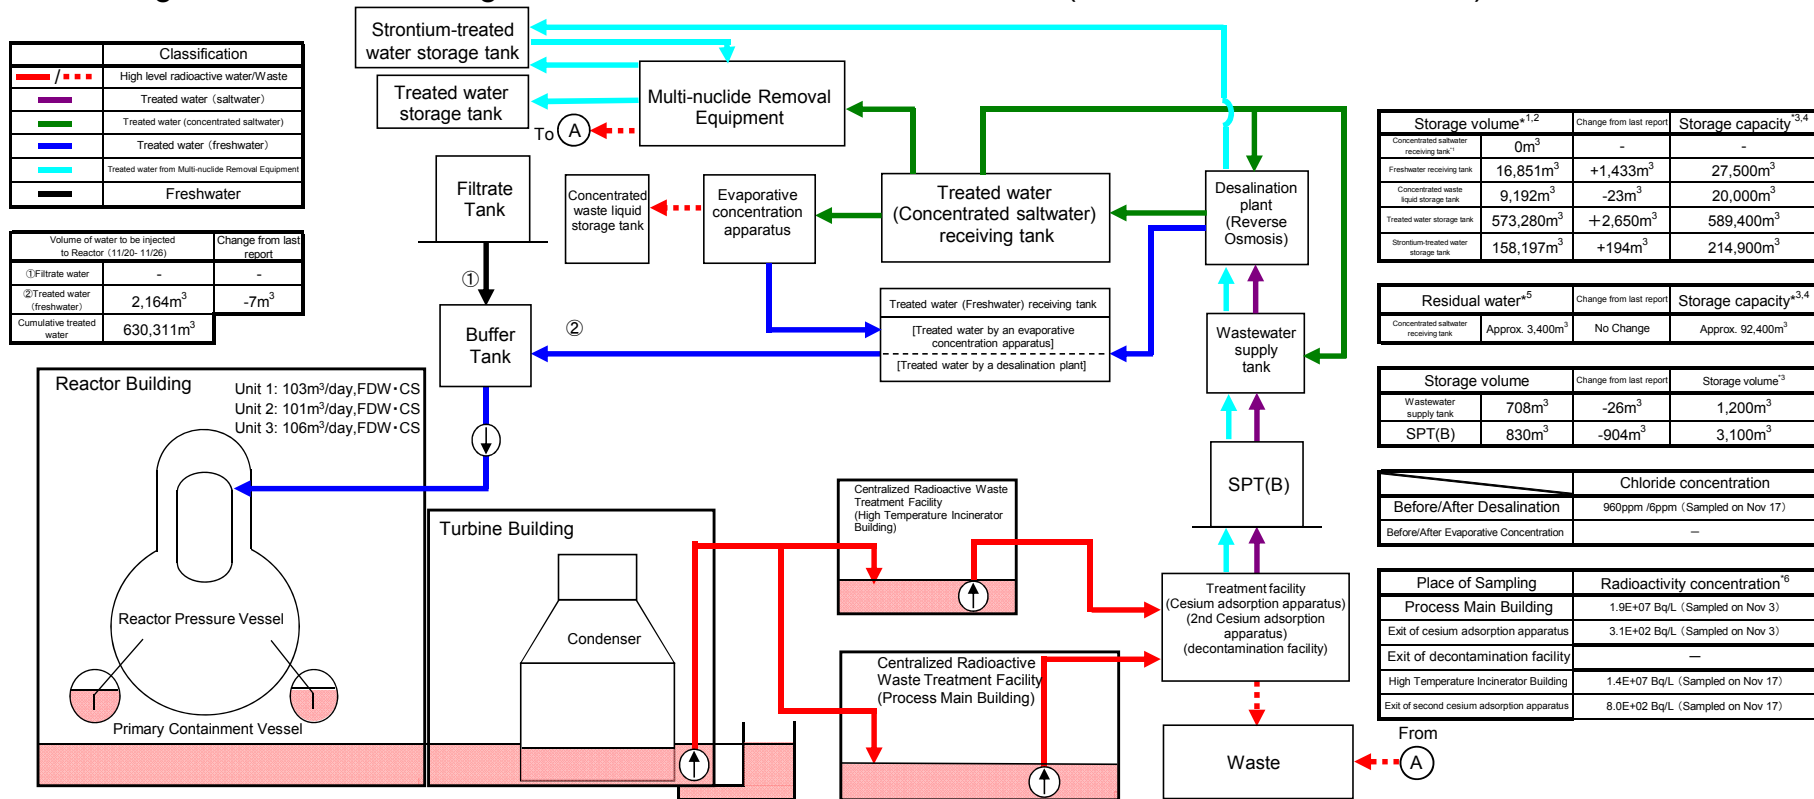 Classification
/
High level radioactive water/Waste
Treated water (saltwater)
Treated water (concentrated saltwater)
Treated water (freshwater)
Treated water from Multi-nuclide Removal Equipment
Freshwater
Volume of water to be injected
to Reactor (11/20- 11/26)
Change from last
report
①Filtrate water
-
-
②Treated water
(freshwater)
2,164m³
-7m³
Cumulative treated
water
630,311m³
Strontium-treated
water storage tank
Treated water
storage tank
To
A
Multi-nuclide Removal
Equipment
Filtrate
Tank
①
Concentrated
waste liquid
storage tank
Evaporative
concentration
apparatus
Treated water
(Concentrated saltwater)
receiving tank
Desalination
plant
(Reverse
Osmosis)
Buffer
Tank
②
Treated water (Freshwater) receiving tank
[Treated water by an evaporative
concentration apparatus]
[Treated water by a desalination plant]
Wastewater
supply
tank
SPT(B)
Reactor Building
Unit 1: 103m³/day,FDW・CS
Unit 2: 101m³/day,FDW・CS
Unit 3: 106m³/day,FDW・CS
Reactor Pressure Vessel
Primary Containment Vessel
Turbine Building
Condenser
Centralized Radioactive Waste
Treatment Facility
(High Temperature Incinerator
Building)
Centralized Radioactive
Waste Treatment Facility
(Process Main Building)
Treatment facility
(Cesium adsorption apparatus)
(2nd Cesium adsorption
apparatus)
(decontamination facility)
Waste
From
A
Storage volume*1,2
Change from last report
Storage capacity*3,4
Concentrated saltwater
receiving tank*1
0m³
-
-
Freshwater receiving tank
16,851m³
+1,433m³
27,500m³
Concentrated waste
liquid storage tank
9,192m³
-23m³
20,000m³
Treated water storage tank
573,280m³
＋2,650m³
589,400m³
Strontium-treated water
storage tank
158,197m³
+194m³
214,900m³
Residual water*5
Change from last report
Storage capacity*3,4
Concentrated saltwater
receiving tank
Approx. 3,400m³
No Change
Approx. 92,400m³
Storage volume
Change from last report
Storage volume*3
Wastewater
supply tank
708m³
-26m³
1,200m³
SPT(B)
830m³
-904m³
3,100m³
Chloride concentration
Before/After Desalination
960ppm /6ppm (Sampled on Nov 17)
Before/After Evaporative Concentration
－
Place of Sampling
Radioactivity concentration*6
Process Main Building
1.9E+07 Bq/L (Sampled on Nov 3)
Exit of cesium adsorption apparatus
3.1E+02 Bq/L (Sampled on Nov 3)
Exit of decontamination facility
－
High Temperature Incinerator Building
1.4E+07 Bq/L (Sampled on Nov 17)
Exit of second cesium adsorption apparatus
8.0E+02 Bq/L (Sampled on Nov 17)